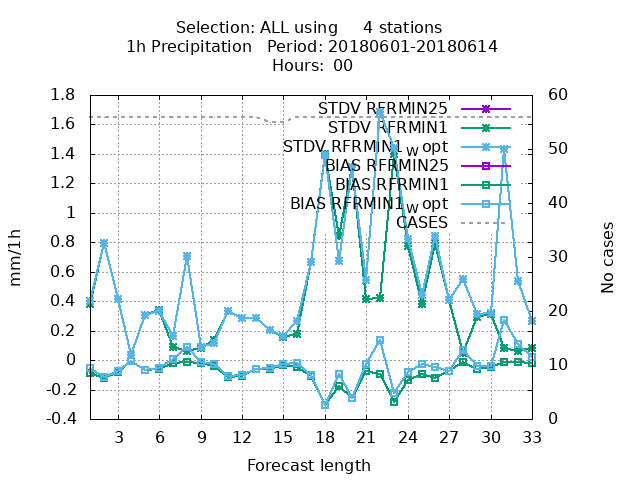 Selection: ALL using     4 stations
1h Precipitation   Period: 20180601-20180614
Hours:  00
STDV RFRMIN25
STDV RFRMIN1
STDV RFRMIN1_W opt
BIAS RFRMIN25
BIAS RFRMIN1
BIAS RFRMIN1_W opt
CASES
mm/1h
1.8
1.6
1.4
1.2
1
0.8
0.6
0.4
0.2
0
-0.2
-0.4
No cases
60
50
40
30
20
10
0
3 6 9 12 15 18 21 24 27 30 33
Forecast length